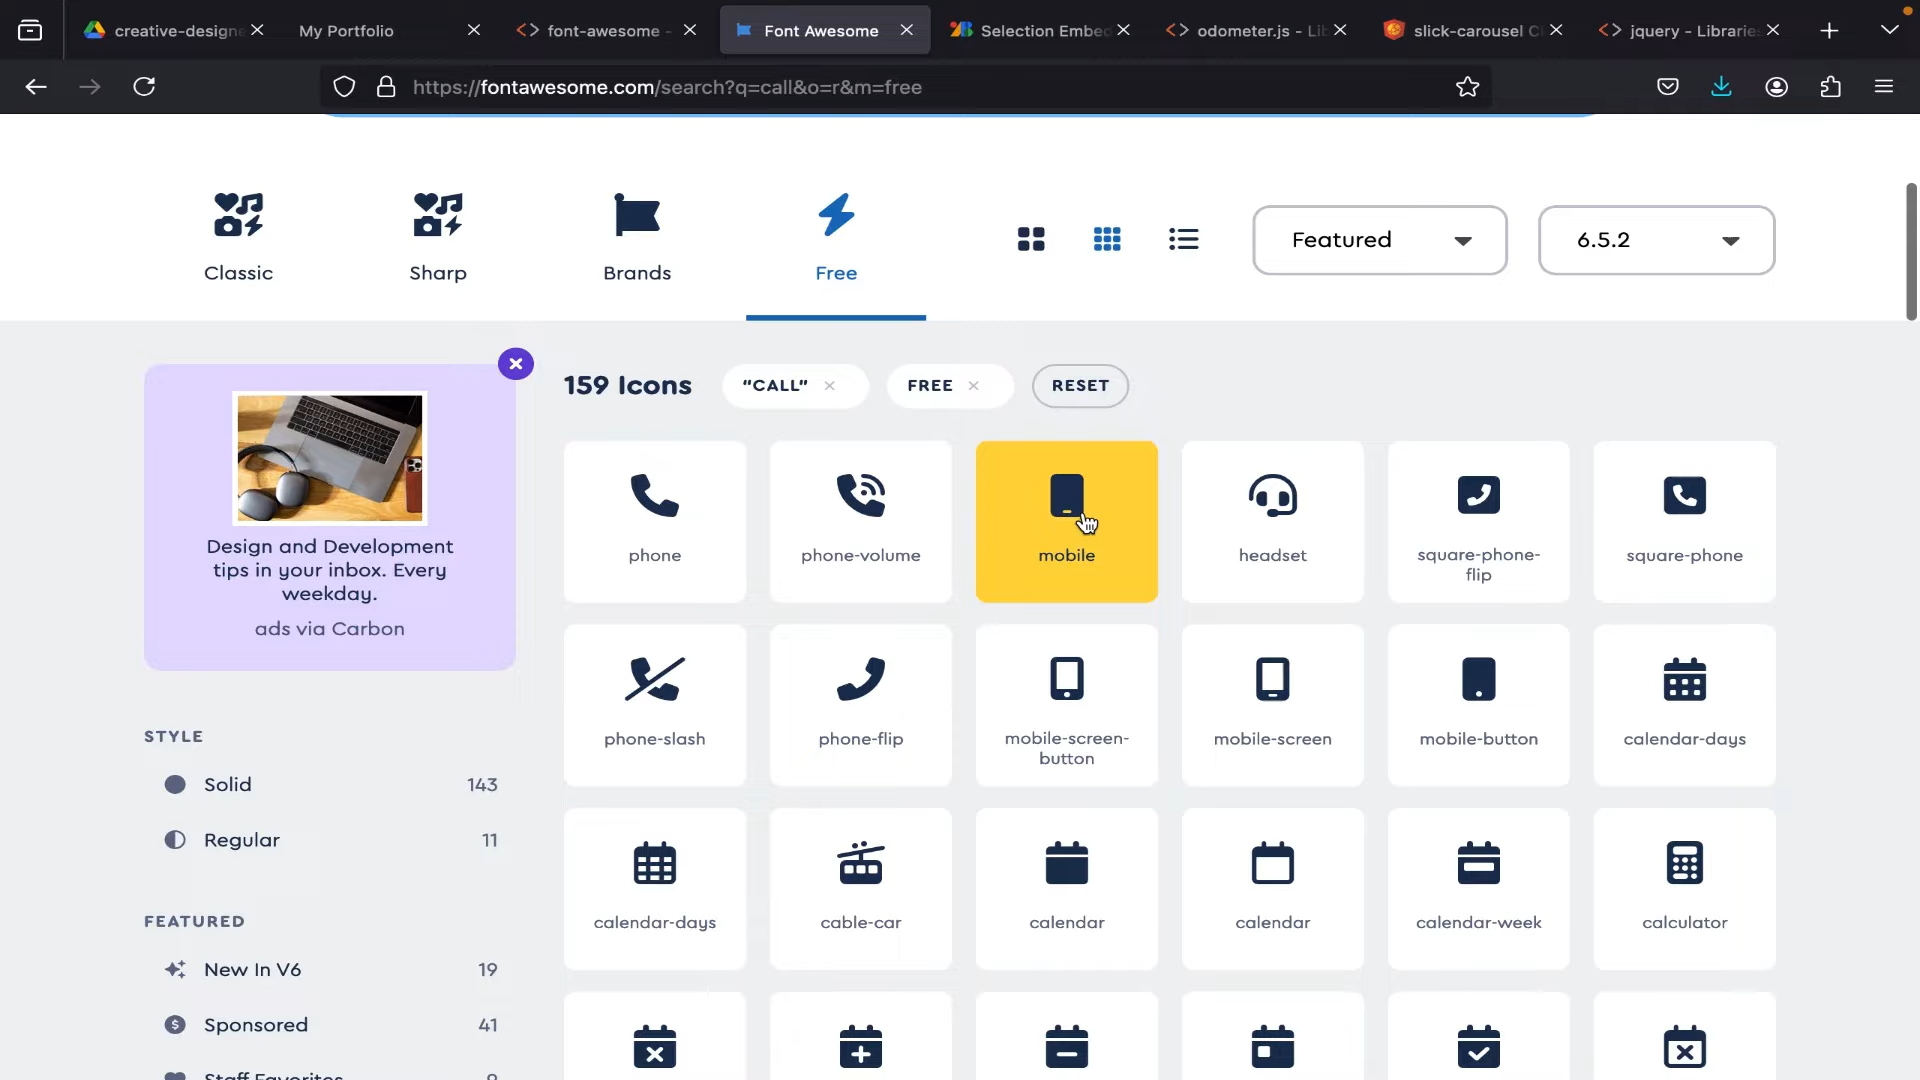 creative-designe
My Portfolio
font-awesome -
Font Awesome
Selection Embed
odometer.js - Lib
slick-carousel C
jquery - Libraries
https://fontawesome.com/search?q=call&o=r&m=free
Classic
Sharp
Brands
Free
Featured
6.5.2
159 Icons
"CALL" ×
FREE ×
RESET
Design and Development
tips in your inbox. Every
weekday.
ads via Carbon
phone
phone-volume
mobile
headset
square-phone-
flip
square-phone
phone-slash
phone-flip
mobile-screen-
button
mobile-screen
mobile-button
calendar-days
calendar-days
cable-car
calendar
calendar
calendar-week
calculator
STYLE
Solid 143
Regular 11
FEATURED
New In V6 19
Sponsored 41
Staff Favorites 9